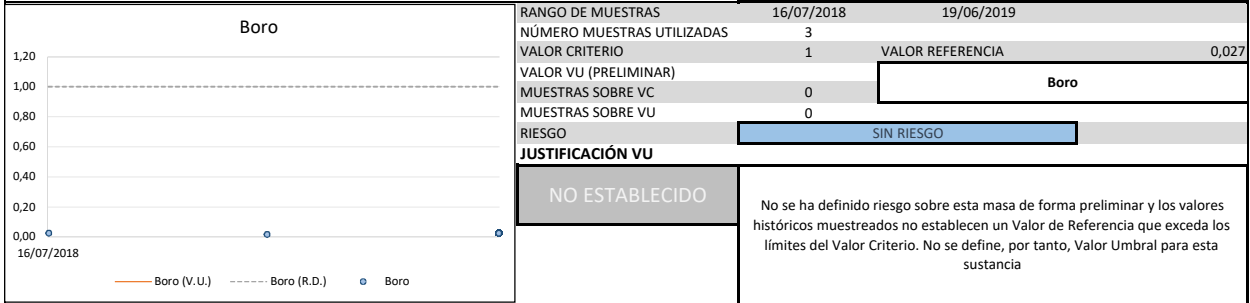 Boro
1,20
1,00
0,80
0,60
0,40
0,20
0,00
16/07/2018
Boro (V.U.) Boro (R.D.) Boro
RANGO DE MUESTRAS 16/07/2018 19/06/2019
NÚMERO MUESTRAS UTILIZADAS 3
VALOR CRITERIO 1 VALOR REFERENCIA 0,027
VALOR VU (PRELIMINAR)
Boro
MUESTRAS SOBRE VC 0
MUESTRAS SOBRE VU 0
RIESGO SIN RIESGO
JUSTIFICACIÓN VU
NO ESTABLECIDO
No se ha definido riesgo sobre esta masa de forma preliminar y los valores
históricos muestreados no establecen un Valor de Referencia que exceda los
límites del Valor Criterio. No se define, por tanto, Valor Umbral para esta
sustancia